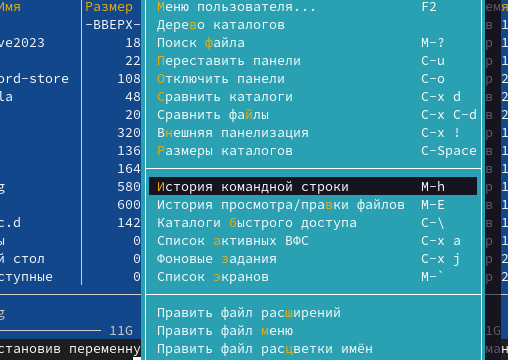 Имя Размер Меню пользователя... F2
-ВВЕРХ- Дерево каталогов
ve2023 18 Поиск файла M-?
22 Переставить панели C-u
ord-store 108 Отключить панели C-o
la 48 Сравнить каталоги C-x d
20 Сравнить файлы C-x C-d
320 Внешняя панелизация C-x !
136 Размеры каталогов C-Space
164
g 580 История командной строки M-h
600 История просмотра/правки файлов M-E
c.d 142 Каталоги быстрого доступа C-\
ы 0 Список активных ВФС C-x a
й стол 0 Фоновые задания C-x j
ступные 0 Список экранов M-`
g Править файл расширений
11G Править файл меню
становив переменну Править файл расцветки имён